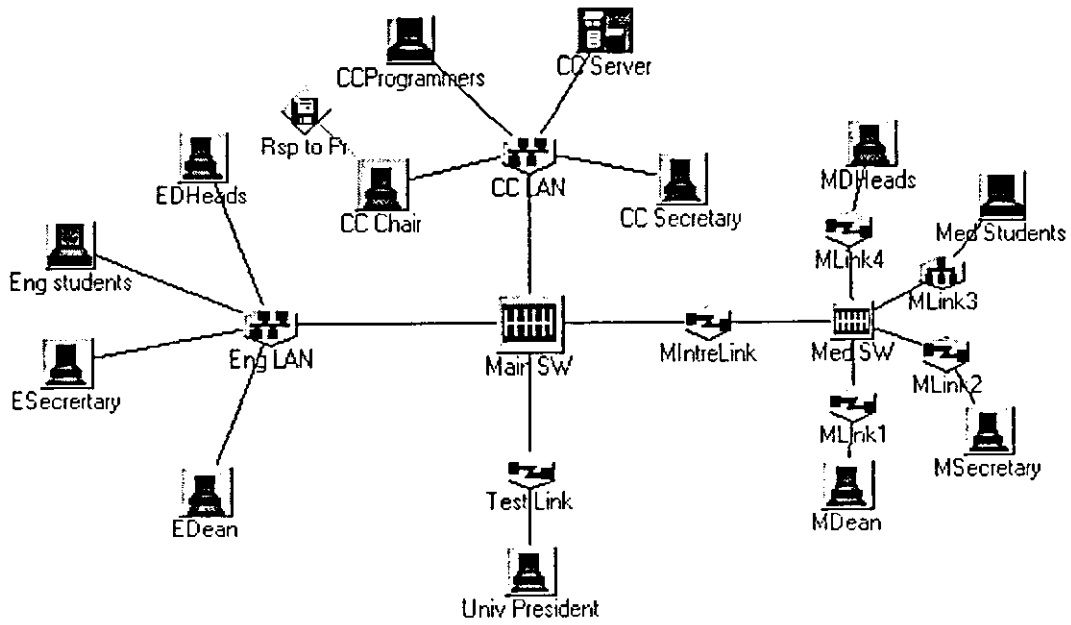 CCProgrammers
CC Server
Rsp to Pr
EDHeads
CC Chair
CC LAN
CC Secretary
MDHeads
Med Students
Eng students
MLink4
MLink3
Eng LAN
Main SW
MIntreLink
Med SW
MLink2
ESecrertary
MLink1
MSecretary
EDean
Test Link
MDean
Univ President